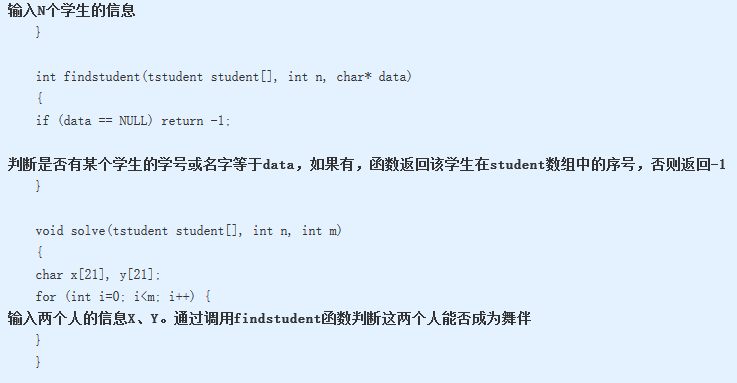 输入N个学生的信息
}
int findstudent(tstudent student[], int n, char* data)
{
if (data == NULL) return -1;
判断是否有某个学生的学号或名字等于data，如果有，函数返回该学生在student数组中的序号，否则返回-1
}
void solve(tstudent student[], int n, int m)
{
char x[21], y[21];
for (int i=0; i<m; i++) {
输入两个人的信息X、Y。通过调用findstudent函数判断这两个人能否成为舞伴
}
}